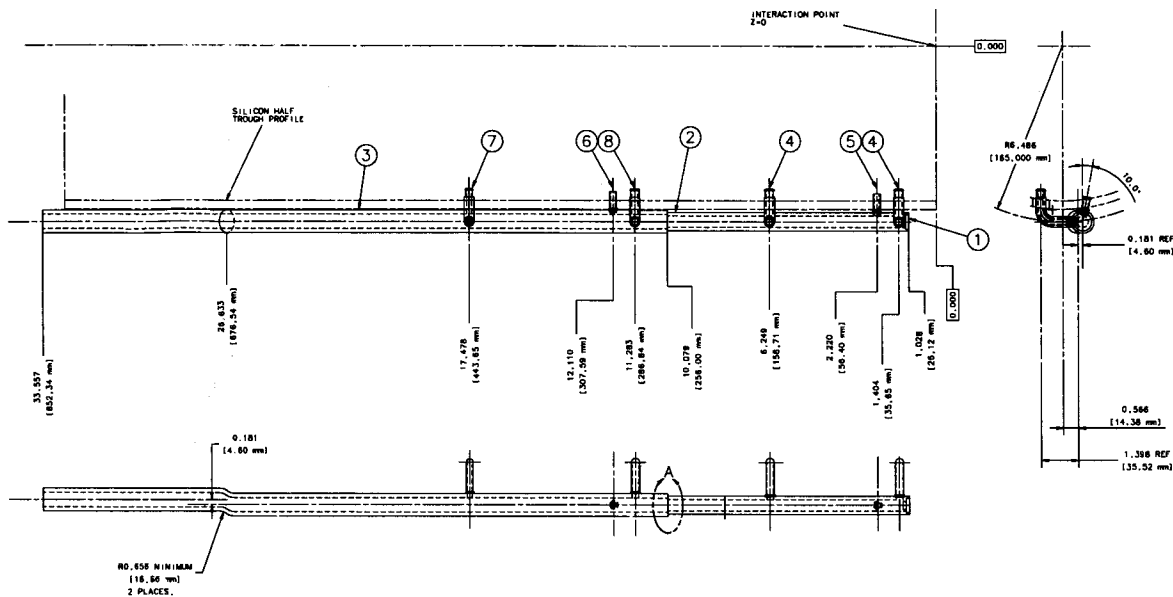 INTERACTION POINT
Z=0
0.000
SILICON HALF
TROUGH PROFILE
3
7
6
8
2
4
5
4
1
R6.486
[165.000 mm]
10.0°
0.181 REF
[4.60 mm]
0.000
33.557
[852.34 mm]
26.633
[676.54 mm]
17.478
[443.65 mm]
12.110
[307.59 mm]
11.293
[286.84 mm]
10.079
[256.00 mm]
6.249
[158.71 mm]
2.220
[56.40 mm]
1.404
[35.65 mm]
1.028
[26.12 mm]
0.566
[14.38 mm]
1.398 REF
[35.52 mm]
0.181
[4.60 mm]
A
R0.656 MINIMUM
[16.66 mm]
2 PLACES.